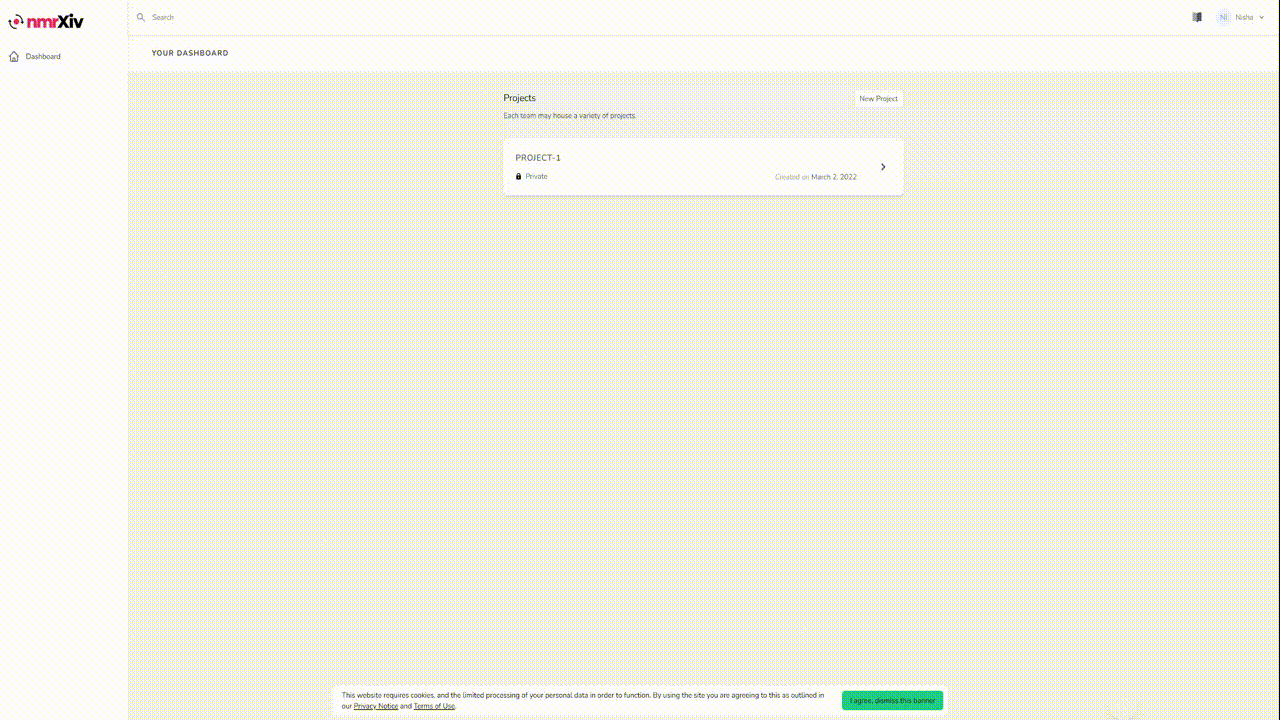 nmrXiv
Search
NI Nisha
Dashboard
YOUR DASHBOARD
Projects
New Project
Each team may house a variety of projects.
PROJECT-1
Private
Created on March 2, 2022
This website requires cookies, and the limited processing of your personal data in order to function. By using the site you are agreeing to this as outlined in
our Privacy Notice and Terms of Use.
I agree, dismiss this banner